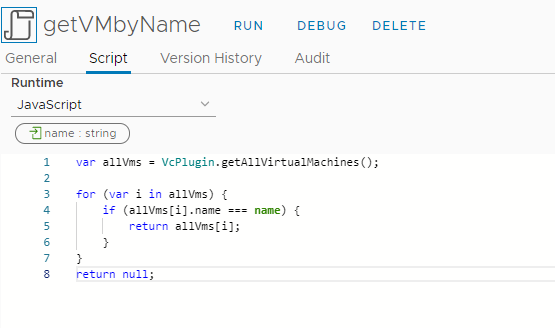 getVMbyName RUN DEBUG DELETE
General Script Version History Audit
Runtime
JavaScript
name : string
1 var allVms = VcPlugin.getAllVirtualMachines();
2
3 for (var i in allVms) {
4 if (allVms[i].name === name) {
5 return allVms[i];
6 }
7 }
8 return null;